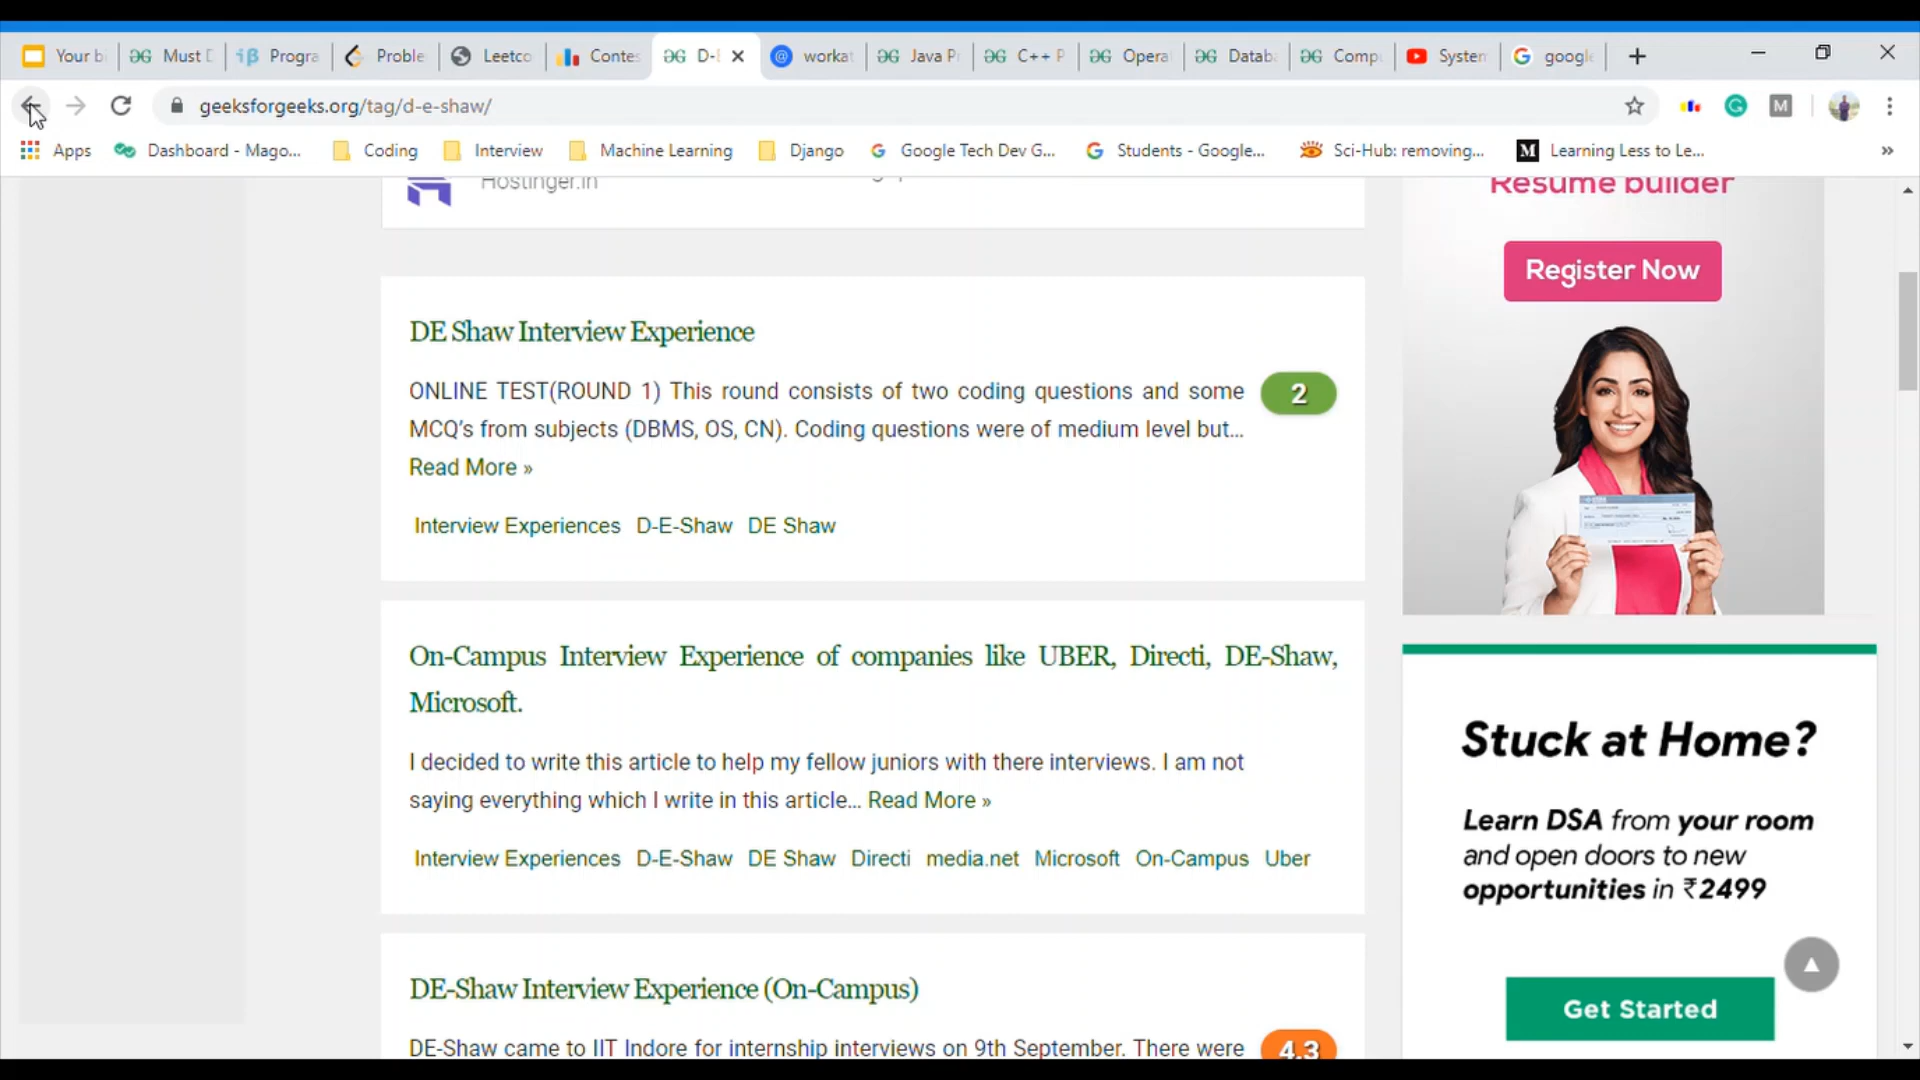 Your bi
Must D
Progra
Proble
Leetco
Contes
D-E
workat
Java Pr
C++ P
Opera
Databa
Compu
System
google
geeksforgeeks.org/tag/d-e-shaw/
M
Apps
Dashboard - Mago...
Coding
Interview
Machine Learning
Django
Google Tech Dev G...
Students - Google...
Sci-Hub: removing...
Learning Less to Le...
»
Hostinger.in
Resume builder
Register Now
DE Shaw Interview Experience
ONLINE TEST(ROUND 1) This round consists of two coding questions and some
MCQ's from subjects (DBMS, OS, CN). Coding questions were of medium level but...
Read More »
2
Interview Experiences D-E-Shaw DE Shaw
On-Campus Interview Experience of companies like UBER, Directi, DE-Shaw,
Microsoft.
I decided to write this article to help my fellow juniors with there interviews. I am not
saying everything which I write in this article... Read More »
Interview Experiences D-E-Shaw DE Shaw Directi media.net Microsoft On-Campus Uber
DE-Shaw Interview Experience (On-Campus)
DE-Shaw came to IIT Indore for internship interviews on 9th September. There were
4.3
Stuck at Home?
Learn DSA from your room
and open doors to new
opportunities in ₹2499
Get Started